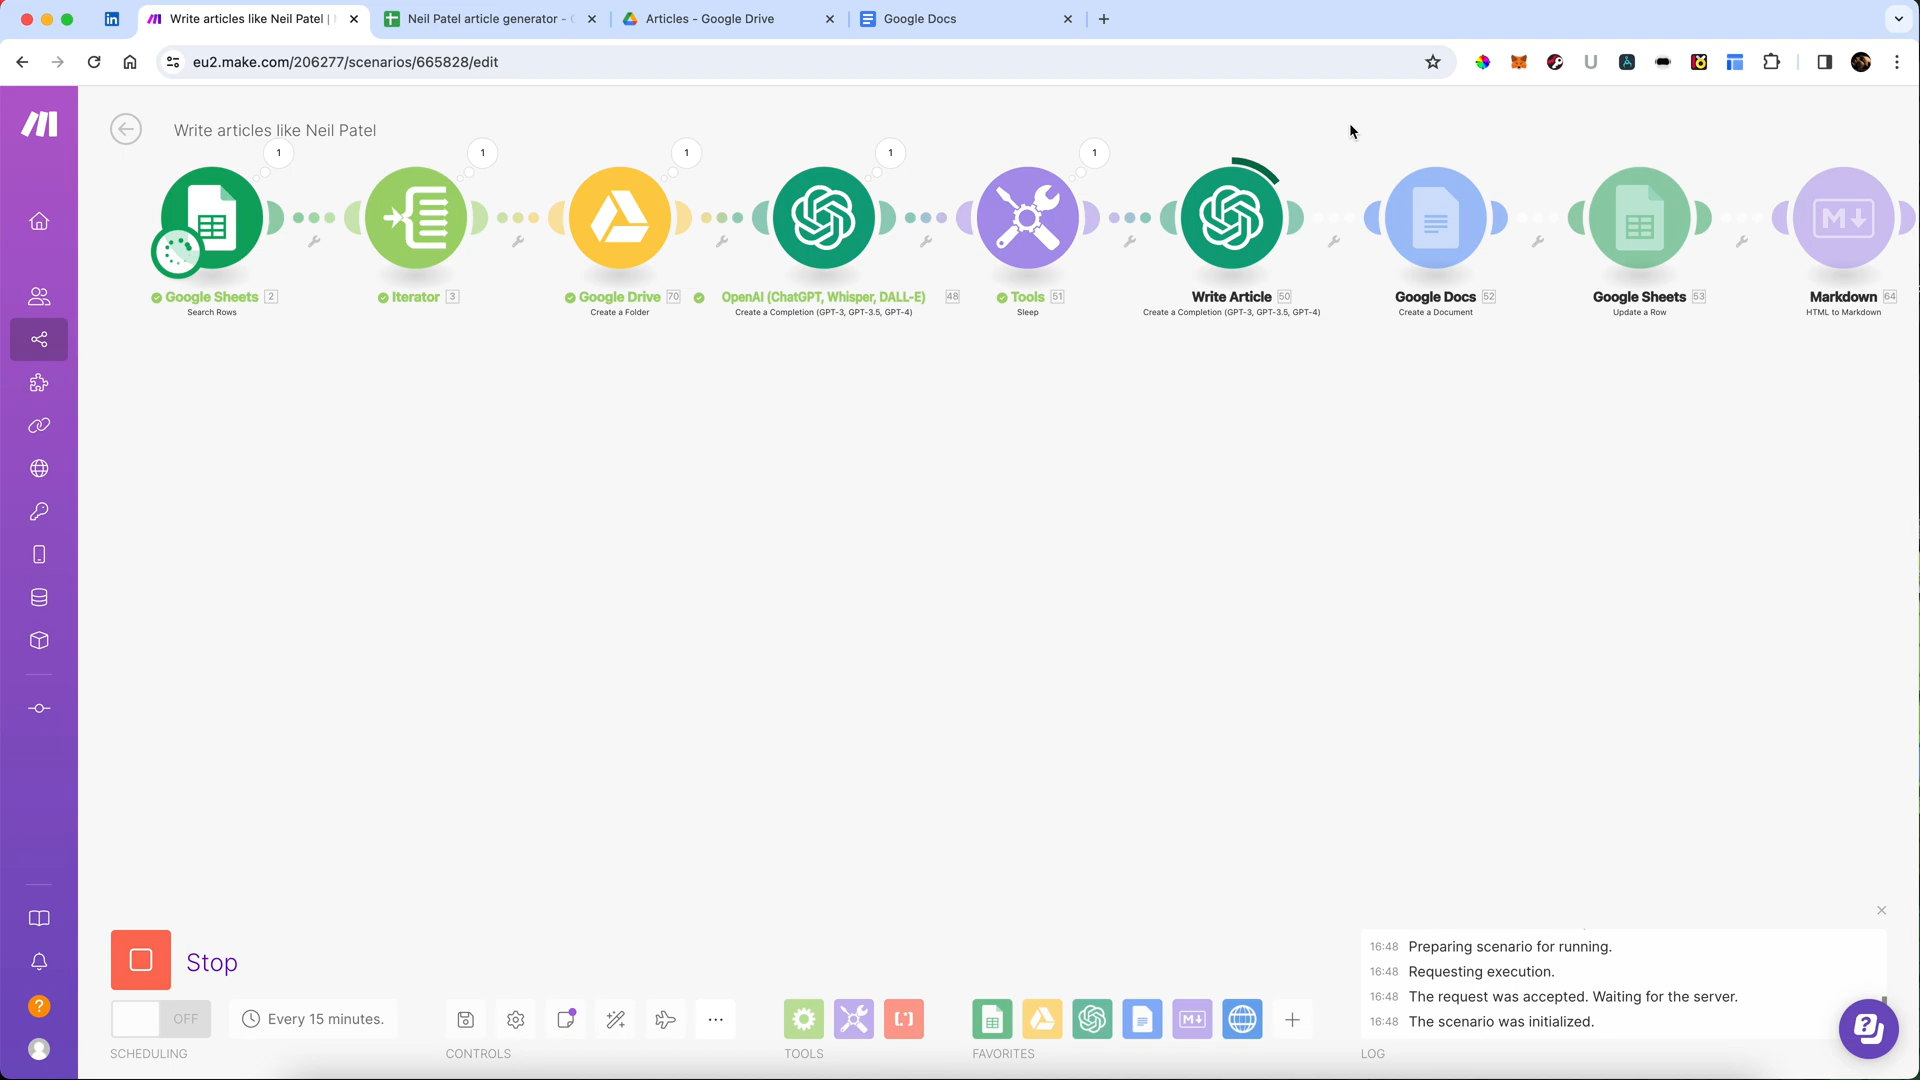 Write articles like Neil Patel |
Neil Patel article generator -
Articles - Google Drive
Google Docs
eu2.make.com/206277/scenarios/665828/edit
Write articles like Neil Patel
1
1
1
1
1
Google Sheets 2
Search Rows
Iterator 3
Google Drive 70
Create a Folder
OpenAI (ChatGPT, Whisper, DALL-E) 48
Create a Completion (GPT-3, GPT-3.5, GPT-4)
Tools 51
Sleep
Write Article 50
Create a Completion (GPT-3, GPT-3.5, GPT-4)
Google Docs 52
Create a Document
Google Sheets 53
Update a Row
M
Markdown 64
HTML to Markdown
Stop
16:48 Preparing scenario for running.
16:48 Requesting execution.
16:48 The request was accepted. Waiting for the server.
16:48 The scenario was initialized.
OFF
Every 15 minutes.
SCHEDULING
CONTROLS
TOOLS
FAVORITES
LOG